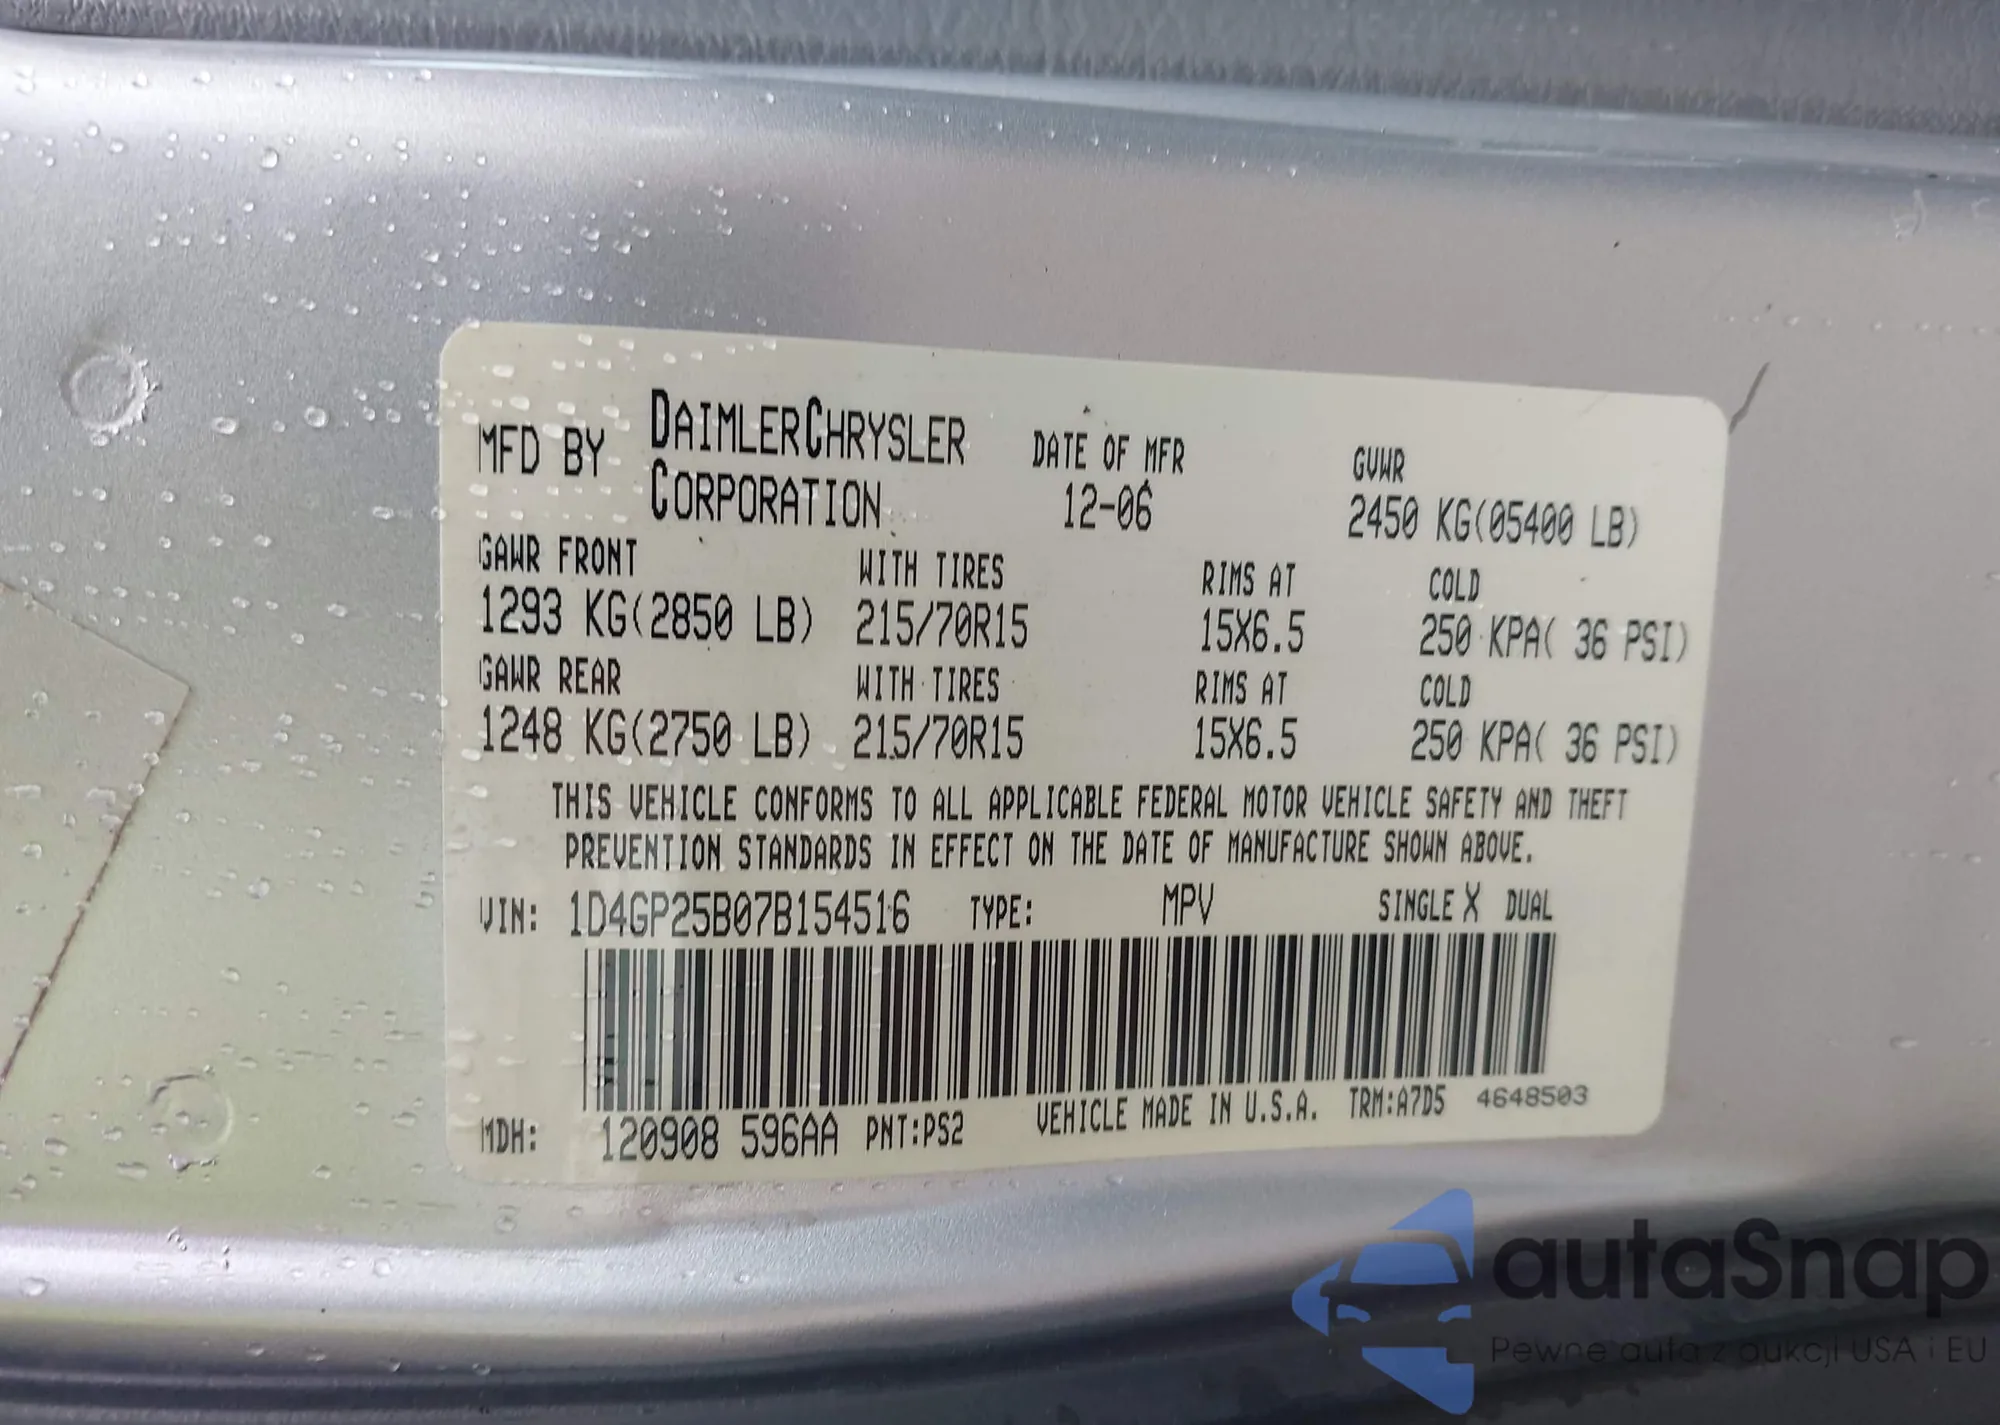 MFD BY DAIMLERCHRYSLER CORPORATION DATE OF MFR 12-06 GVWR 2450 KG(05400 LB)
GAWR FRONT WITH TIRES RIMS AT COLD
1293 KG(2850 LB) 215/70R15 15X6.5 250 KPA( 36 PSI)
GAWR REAR WITH TIRES RIMS AT COLD
1248 KG(2750 LB) 215/70R15 15X6.5 250 KPA( 36 PSI)
THIS VEHICLE CONFORMS TO ALL APPLICABLE FEDERAL MOTOR VEHICLE SAFETY AND THEFT
PREVENTION STANDARDS IN EFFECT ON THE DATE OF MANUFACTURE SHOWN ABOVE.
VIN: 1D4GP25B07B154516 TYPE: MPV SINGLE X DUAL
MDH: 120908 596AA PNT:PS2 VEHICLE MADE IN U.S.A. TRM:A7D5 4648503
autaSnap
Pewne auta z aukcji USA i EU